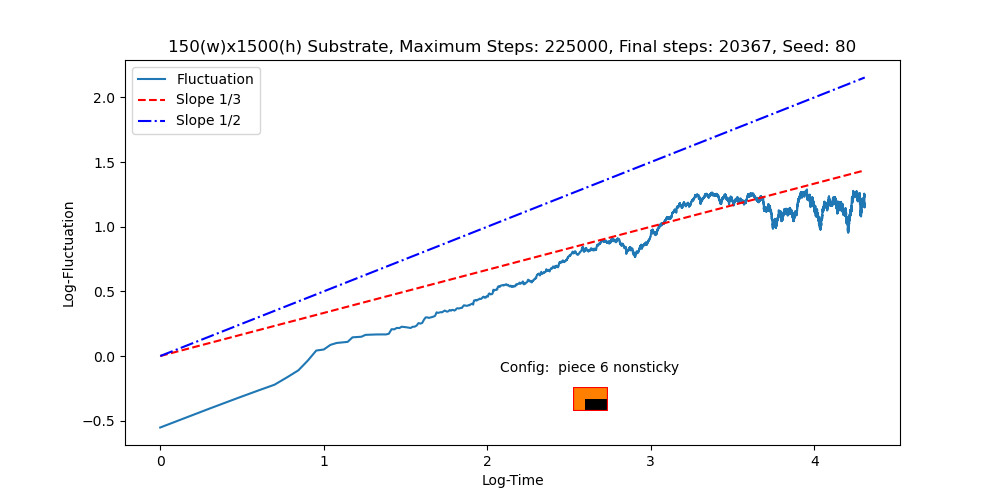 150(w)x1500(h) Substrate, Maximum Steps: 225000, Final steps: 20367, Seed: 80
Fluctuation
Slope 1/3
Slope 1/2
2.0
1.5
1.0
0.5
0.0
−0.5
Log-Fluctuation
Config:  piece 6 nonsticky
0 1 2 3 4
Log-Time